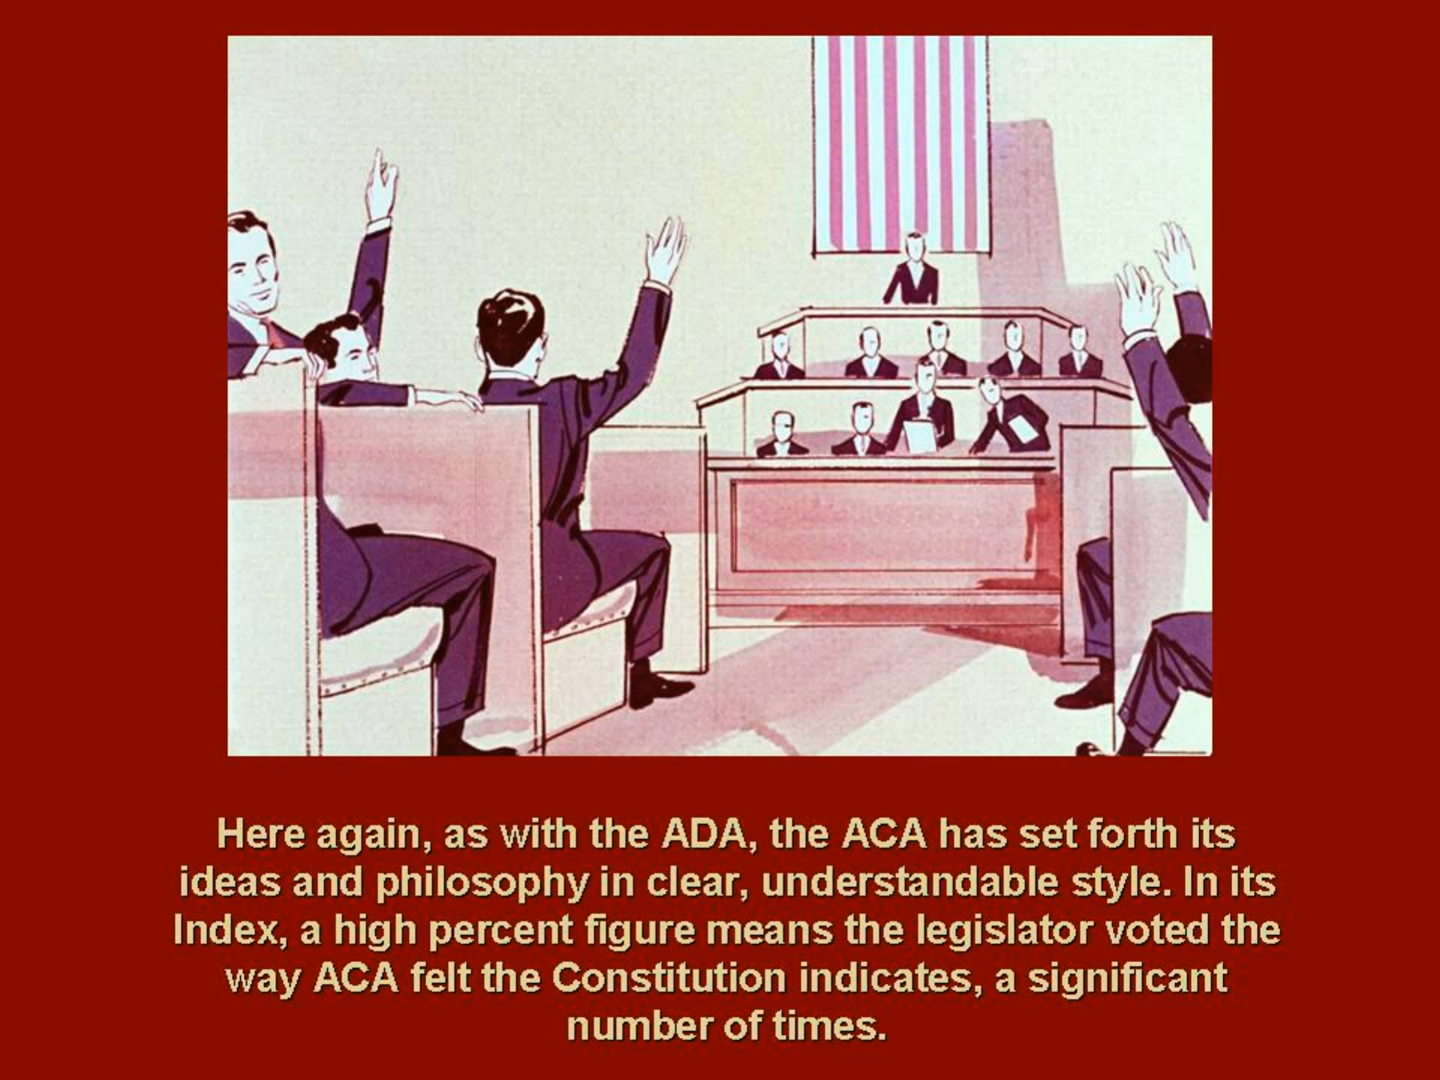 Here again, as with the ADA, the ACA has set forth its
ideas and philosophy in clear, understandable style. In its
Index, a high percent figure means the legislator voted the
way ACA felt the Constitution indicates, a significant
number of times.